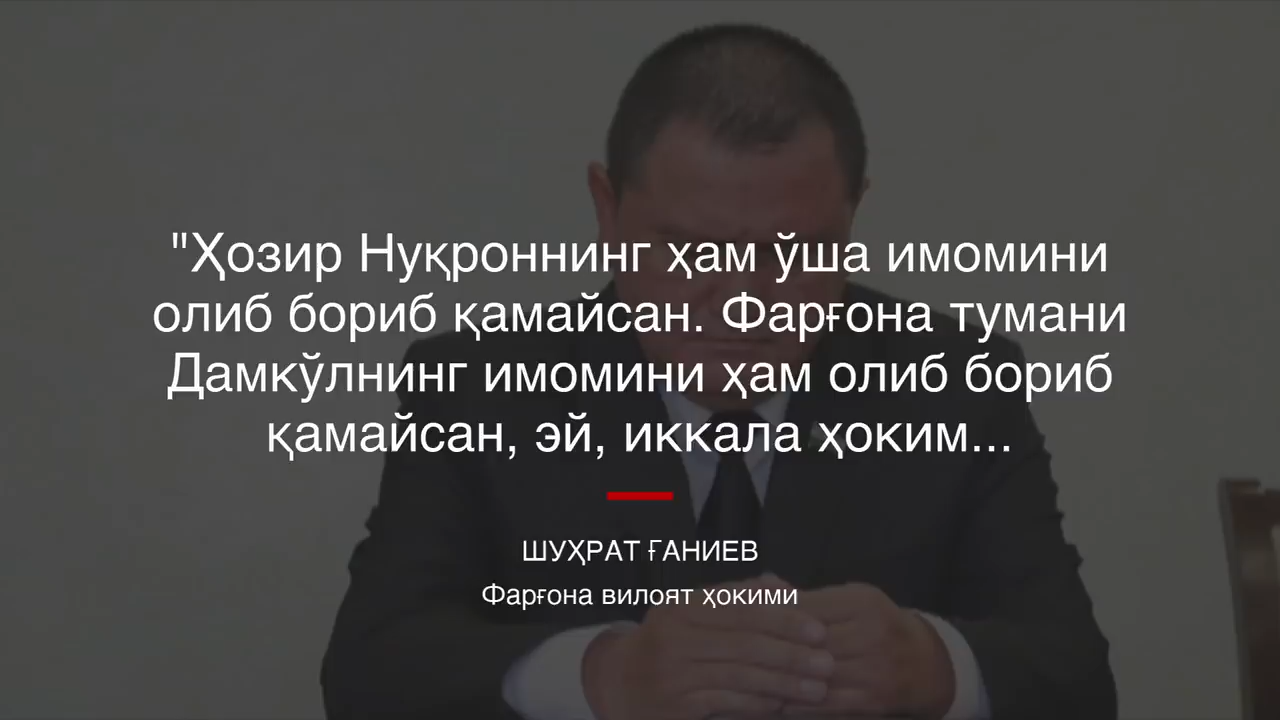 "Ҳозир Нуқроннинг ҳам ўша имомини
олиб бориб қамайсан. Фарғона тумани
Дамкўлнинг имомини ҳам олиб бориб
қамайсан, эй, иккала ҳоким...
ШУҲРАТ ҒАНИЕВ
Фарғона вилоят ҳокими